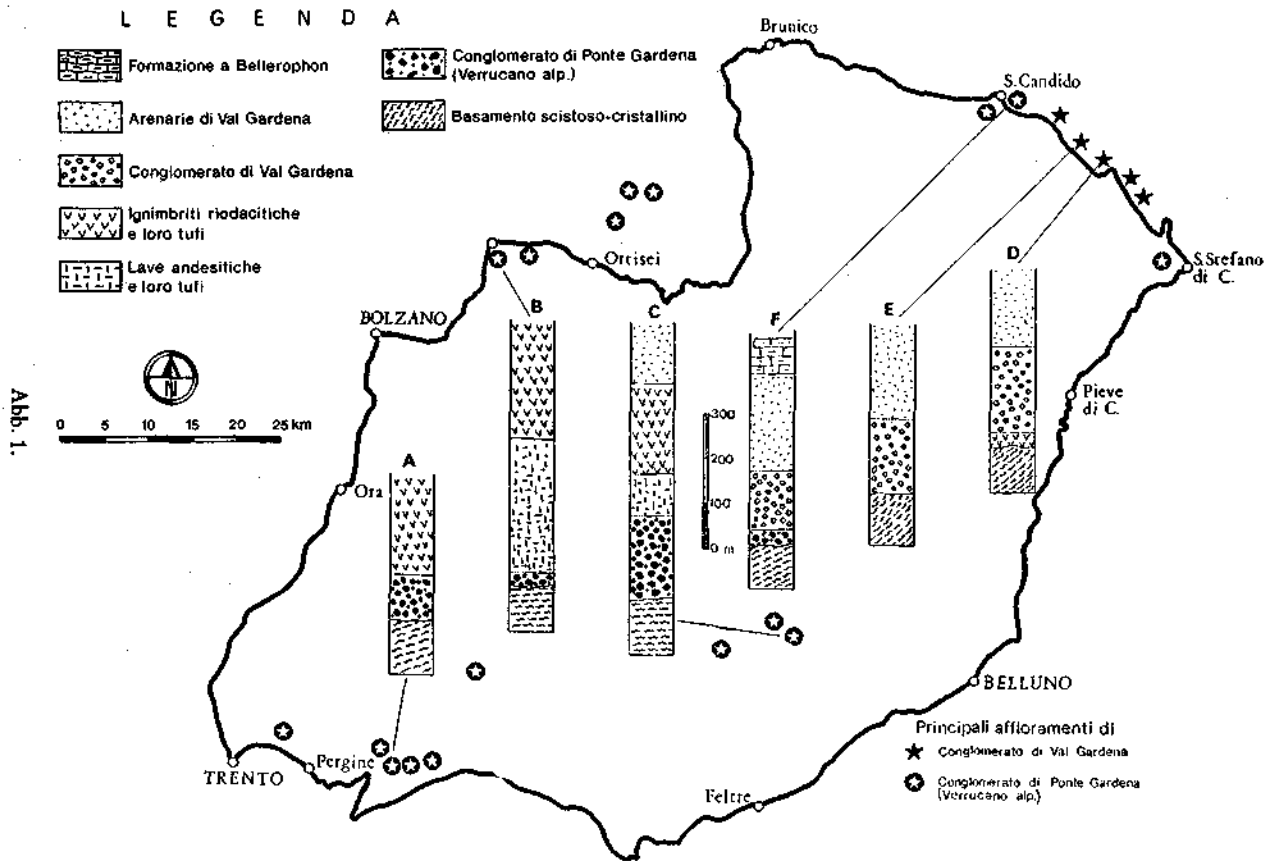 L E G E N D A
Formazione a Bellerophon
Arenarie di Val Gardena
Conglomerato di Val Gardena
Ignimbriti riodacitiche
e loro tufi
Lave andesitiche
e loro tufi
Conglomerato di Ponte Gardena
(Verrucano alp.)
Basamento scistoso-cristallino
Brunico
S.Candido
Ortisei
S.Stefano
di C.
BOLZANO
Pieve
di C.
Ora
BELLUNO
TRENTO
Pergine
Feltre
A
B
C
F
E
D
N
0 5 10 15 20 25 km
300
200
100
0 m
Principali affioramenti di
Conglomerato di Val Gardena
Conglomerato di Ponte Gardena
(Verrucano alp.)
Abb. 1.